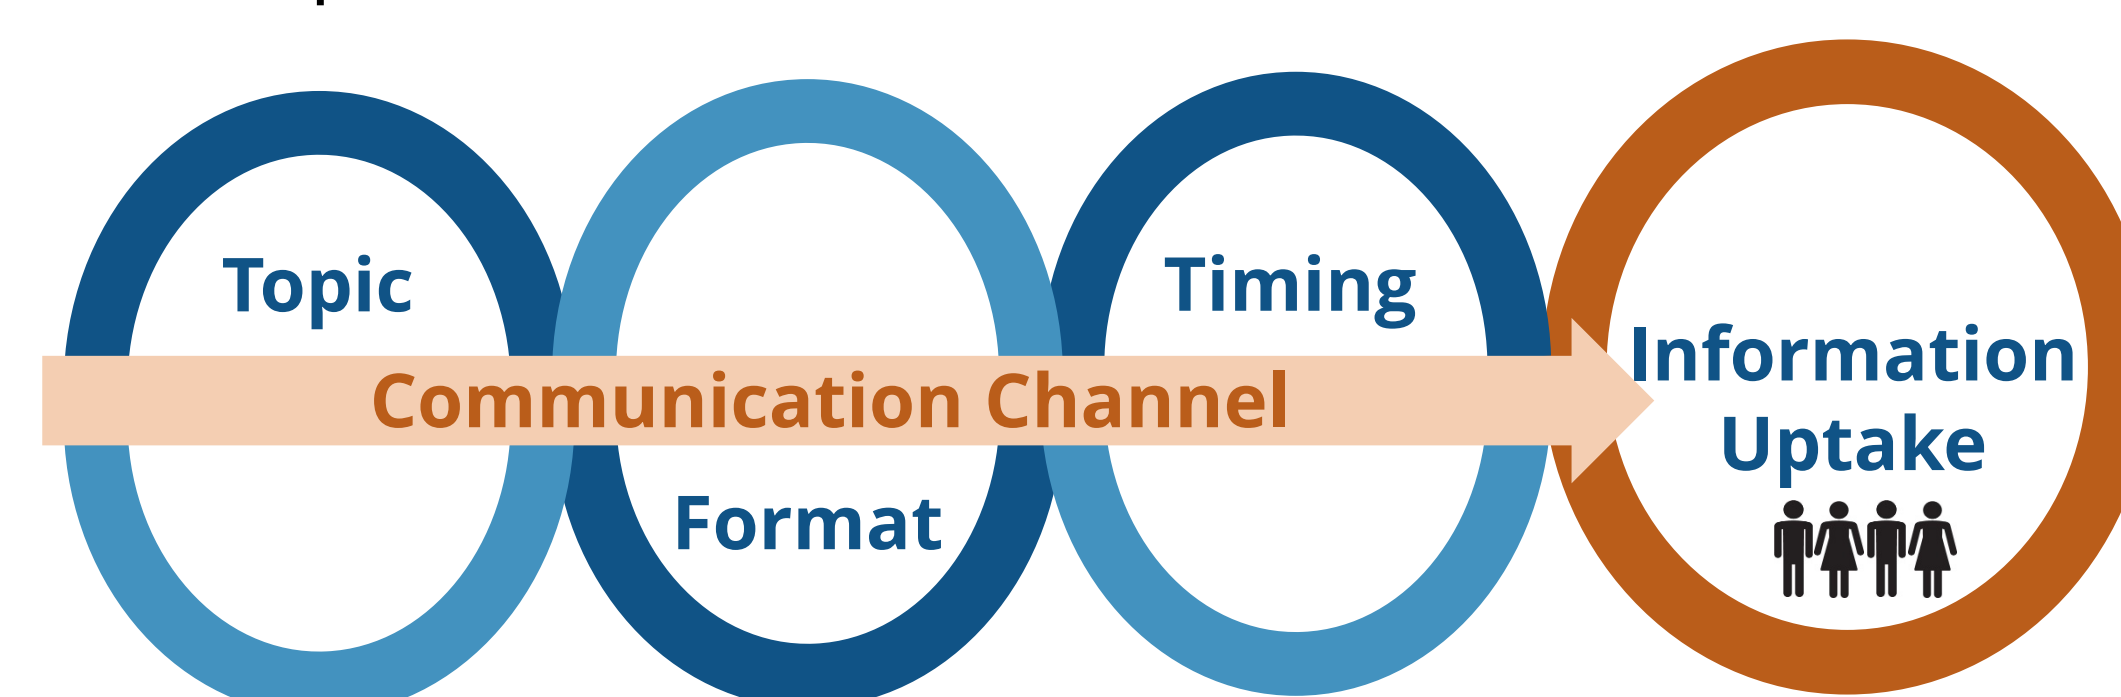 Topic
Timing
Communication Channel
Format
Information
Uptake